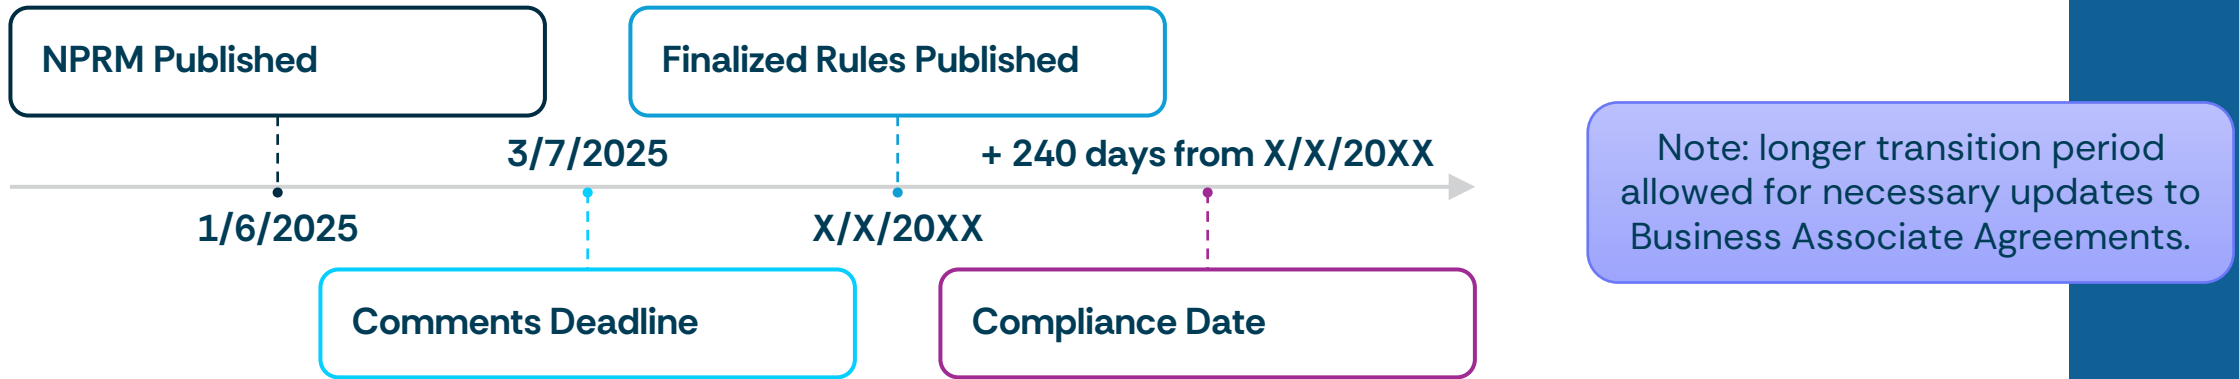 NPRM Published
Finalized Rules Published
3/7/2025
+ 240 days from X/X/20XX
1/6/2025
X/X/20XX
Comments Deadline
Compliance Date
Note: longer transition period
allowed for necessary updates to
Business Associate Agreements.